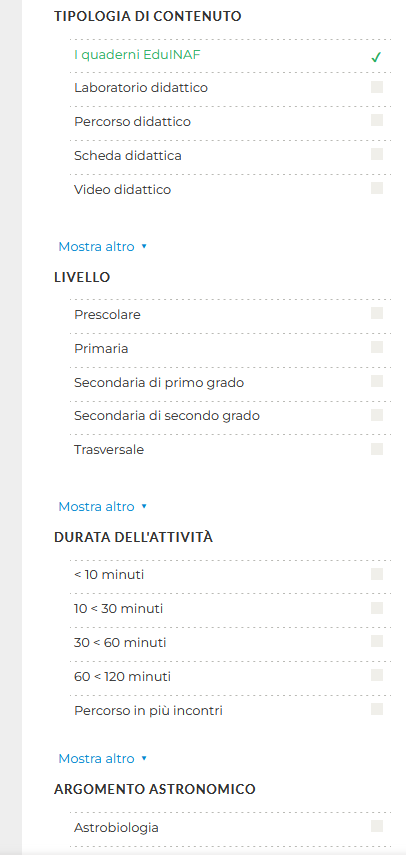 TIPOLOGIA DI CONTENUTO
I quaderni EduINAF
Laboratorio didattico
Percorso didattico
Scheda didattica
Video didattico
Mostra altro ▼
LIVELLO
Prescolare
Primaria
Secondaria di primo grado
Secondaria di secondo grado
Trasversale
Mostra altro ▼
DURATA DELL'ATTIVITÀ
< 10 minuti
10 < 30 minuti
30 < 60 minuti
60 < 120 minuti
Percorso in più incontri
Mostra altro ▼
ARGOMENTO ASTRONOMICO
Astrobiologia